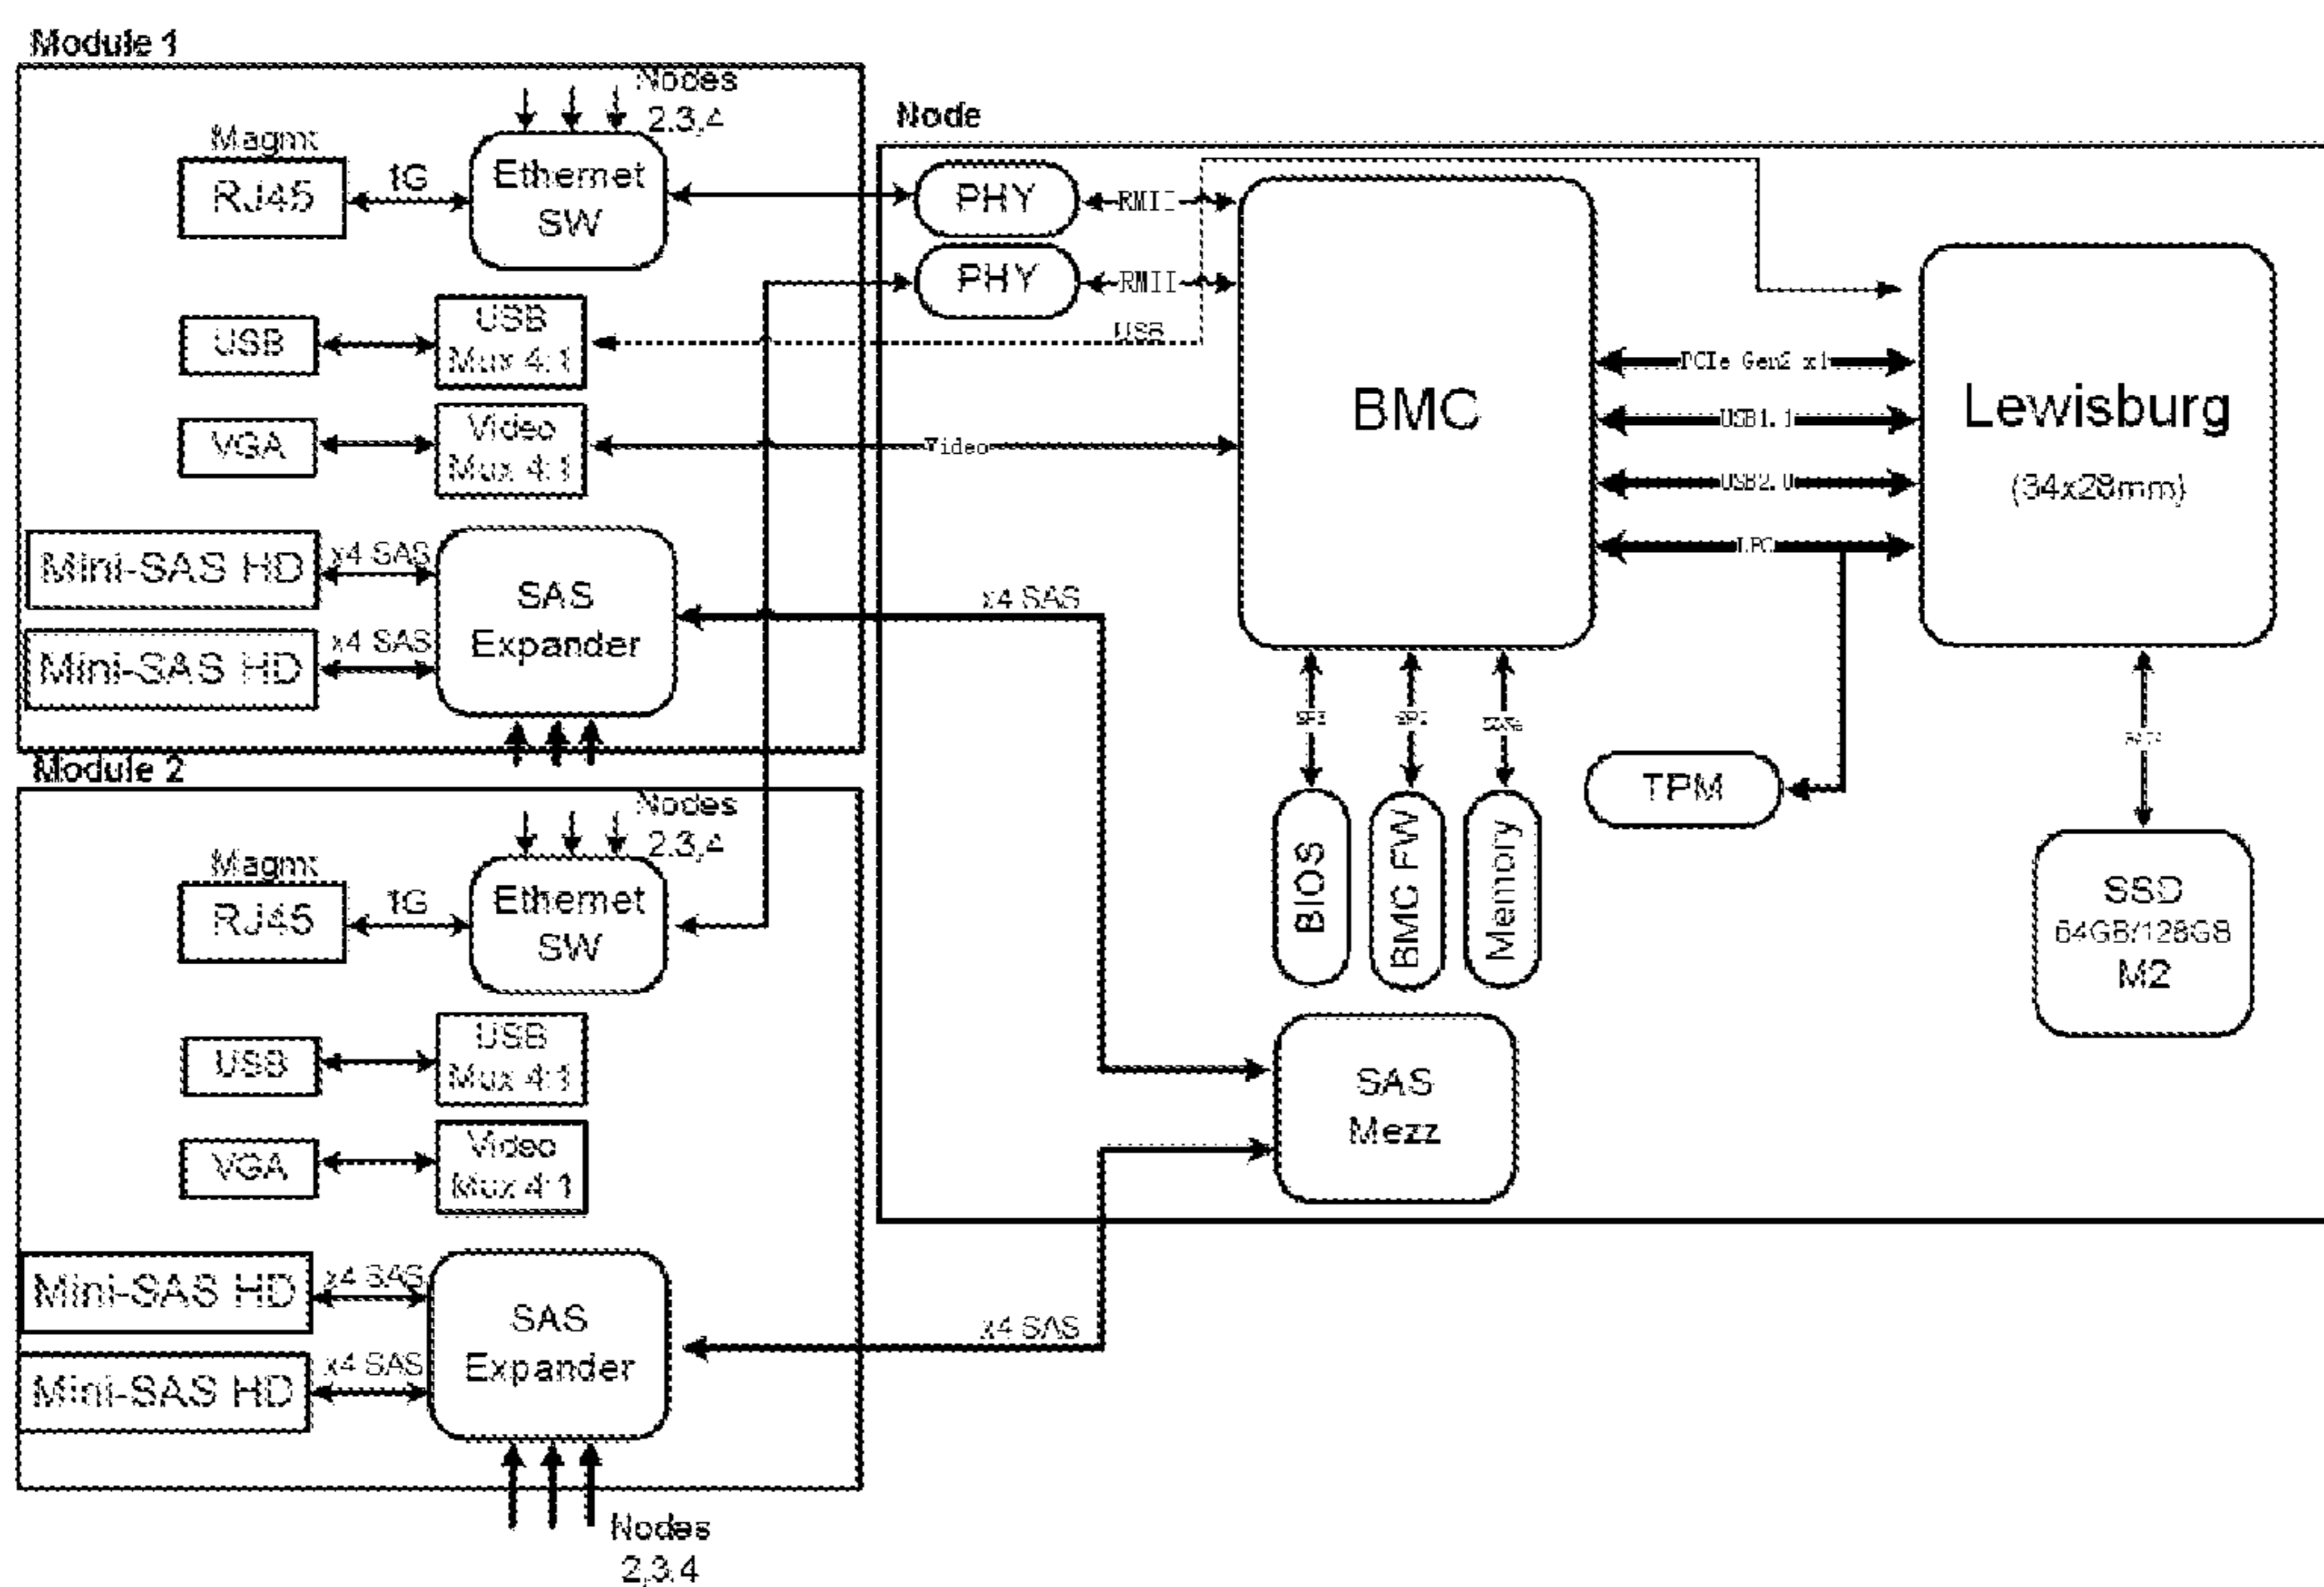 Module 1
Nodes
2,3,4
Magmt
RJ45
1G
Ethernet
SW
USB
USB
Mux 4:1
VGA
Video
Mux 4:1
Mini-SAS HD
x4 SAS
Mini-SAS HD
x4 SAS
SAS
Expander
Module 2
Nodes
2,3,4
Magmt
RJ45
1G
Ethernet
SW
USB
USB
Mux 4:1
VGA
Video
Mux 4:1
Mini-SAS HD
x4 SAS
Mini-SAS HD
x4 SAS
SAS
Expander
Nodes
2,3,4
Node
PHY
RMII
PHY
RMII
USB
Video
x4 SAS
x4 SAS
BMC
PCIe Gen2 x1
USB1.1
USB2.0
LPC
Lewisburg
(34x28mm)
SPI
SPI
BIOS
BMC FW
Memory
TPM
SSD
64GB/128GB
M2
SAS
Mezz